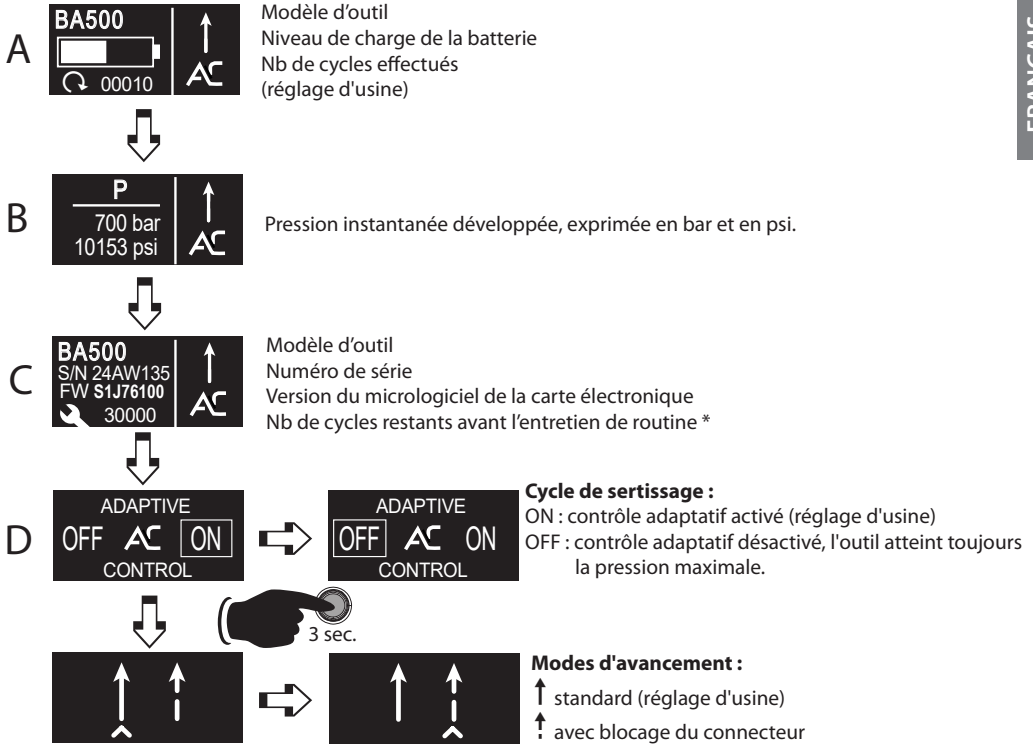 FRANÇAIS
A
BA500
00010
AC
Modèle d'outil
Niveau de charge de la batterie
Nb de cycles effectués
(réglage d'usine)
B
P
700 bar
10153 psi
AC
Pression instantanée développée, exprimée en bar et en psi.
C
BA500
S/N 24AW135
FW S1J76100
30000
AC
Modèle d'outil
Numéro de série
Version du micrologiciel de la carte électronique
Nb de cycles restants avant l'entretien de routine *
D
ADAPTIVE
OFF AC ON
CONTROL
ADAPTIVE
OFF AC ON
CONTROL
Cycle de sertissage :
ON : contrôle adaptatif activé (réglage d'usine)
OFF : contrôle adaptatif désactivé, l'outil atteint toujours
la pression maximale.
3 sec.
Modes d'avancement :
standard (réglage d'usine)
avec blocage du connecteur